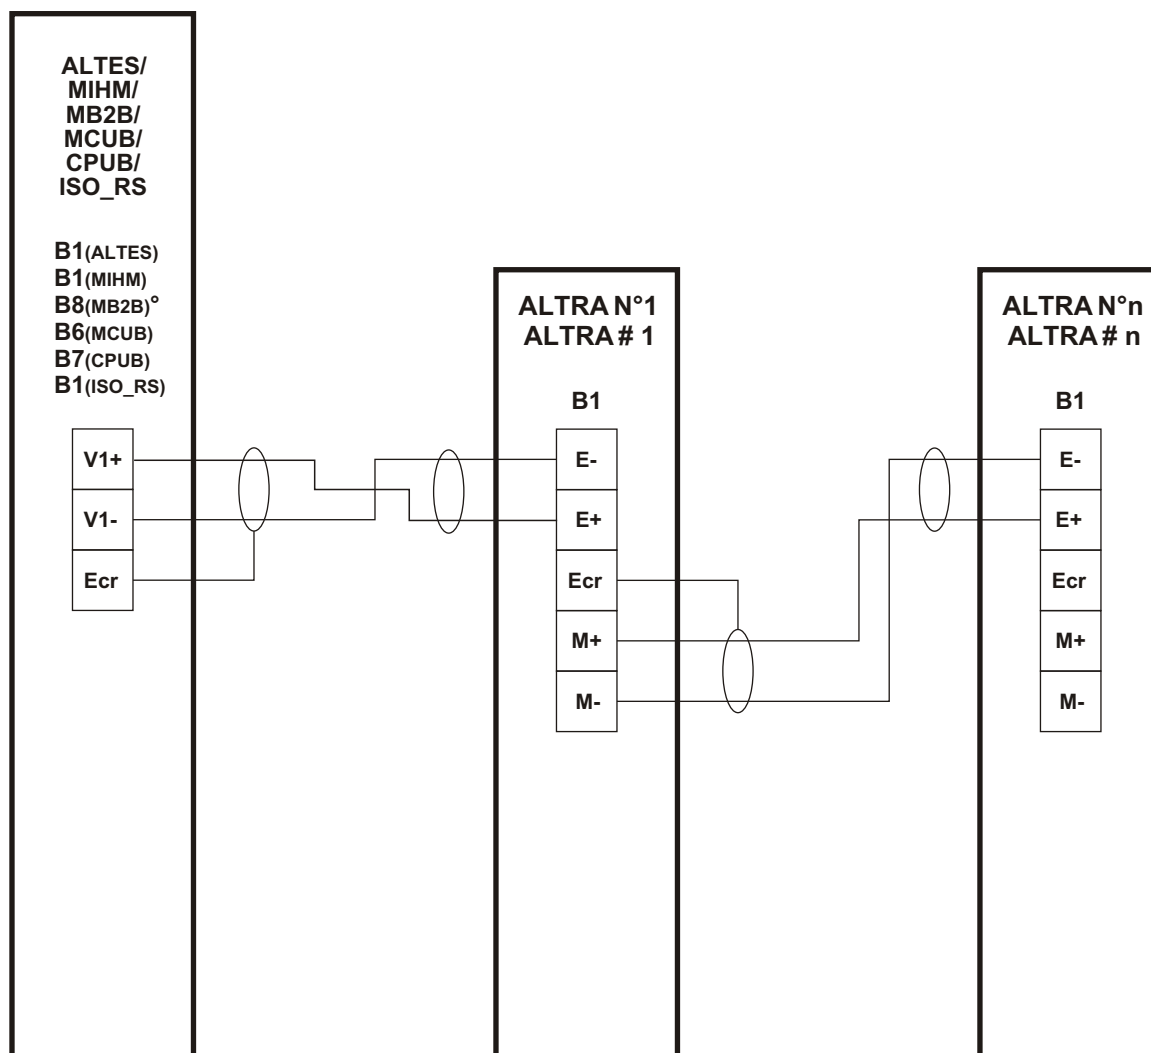 ALTES/
MIHM/
MB2B/
MCUB/
CPUB/
ISO_RS
B1(ALTES)
B1(MIHM)
B8(MB2B)°
B6(MCUB)
B7(CPUB)
B1(ISO_RS)
V1+
V1-
Ecr
ALTRA N°1
ALTRA # 1
B1
E-
E+
Ecr
M+
M-
ALTRA N°n
ALTRA # n
B1
E-
E+
Ecr
M+
M-